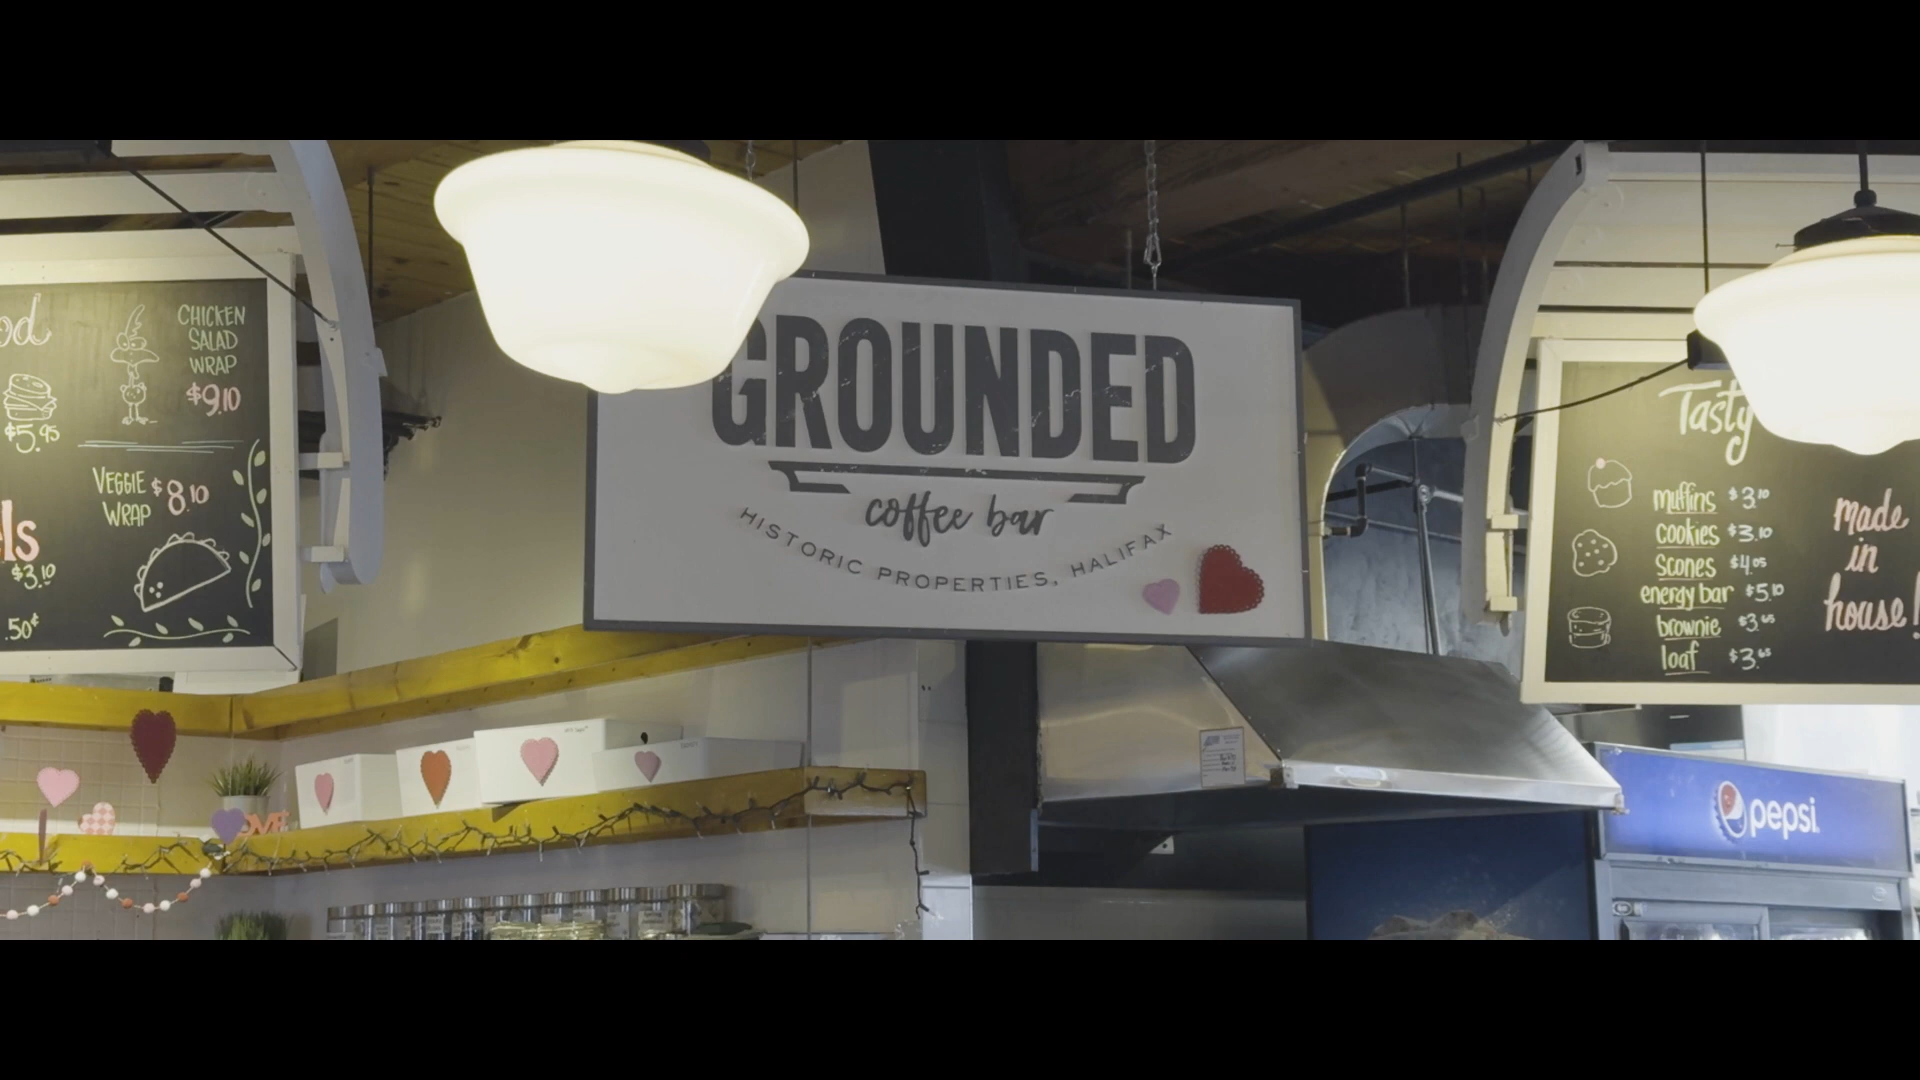 CHICKEN
SALAD
WRAP
$9.10
$5.95
VEGGIE
WRAP
$8.10
$3.10
.50¢
GROUNDED
coffee bar
HISTORIC PROPERTIES, HALIFAX
Tasty
muffins $3.10
cookies $3.10
scones $4.05
energy bar $5.10
brownie $3.65
loaf $3.65
made
in
house!
pepsi